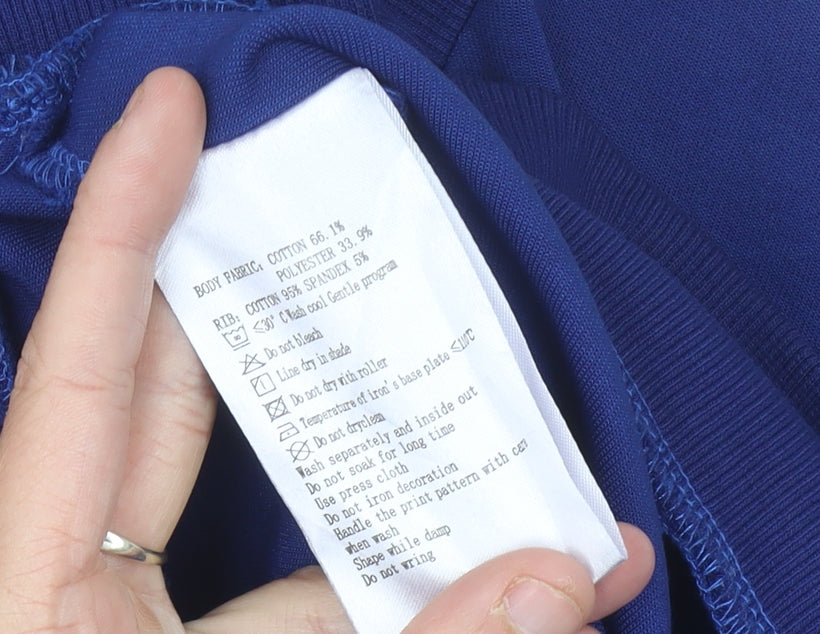 BODY FABRIC: COTTON 66.1%
POLYESTER 33.9%
RIB: COTTON 95% SPANDEX 5%
≤30° C Wash cool Gentle program
Do not bleach
Line dry in shade
Do not dry with roller
Temperature of iron's base plate ≤110℃
Do not dryclem
Wash separately and inside out
Do not soak for long time
Use press cloth
Do not iron decoration
Handle the print pattern with care
when wash
Shape while damp
Do not wring